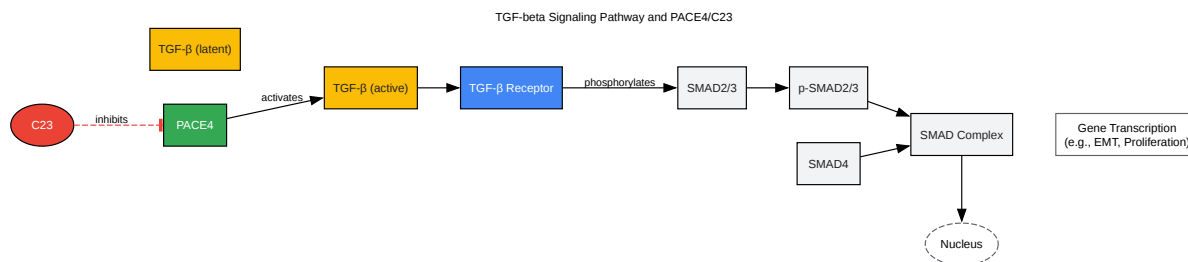 TGF-beta Signaling Pathway and PACE4/C23
TGF-β (latent)
C23
inhibits
PACE4
activates
TGF-β (active)
TGF-β Receptor
phosphorylates
SMAD2/3
p-SMAD2/3
SMAD4
SMAD Complex
Gene Transcription
(e.g., EMT, Proliferation)
Nucleus